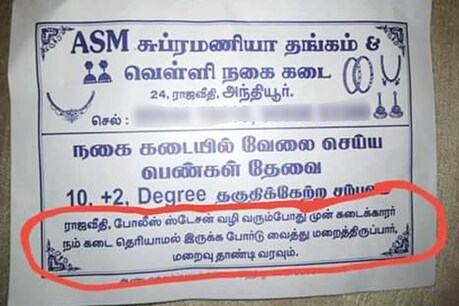 ASM சுப்ரமணியா தங்கம் &
வெள்ளி நகை கடை
24, ராஜவீதி, அந்தியூர்.
செல் :
நகை கடையில் வேலை செய்ய
பெண்கள் தேவை
10, +2, Degree தகுதிக்கேற்ற சம்பளம்
ராஜவீதி, போலீஸ் ஸ்டேசன் வழி வரும்போது முன் கடைக்காரர்
நம் கடை தெரியாமல் இருக்க போர்டு வைத்து மறைத்திருப்பார்,
மறைவு தாண்டி வரவும்.